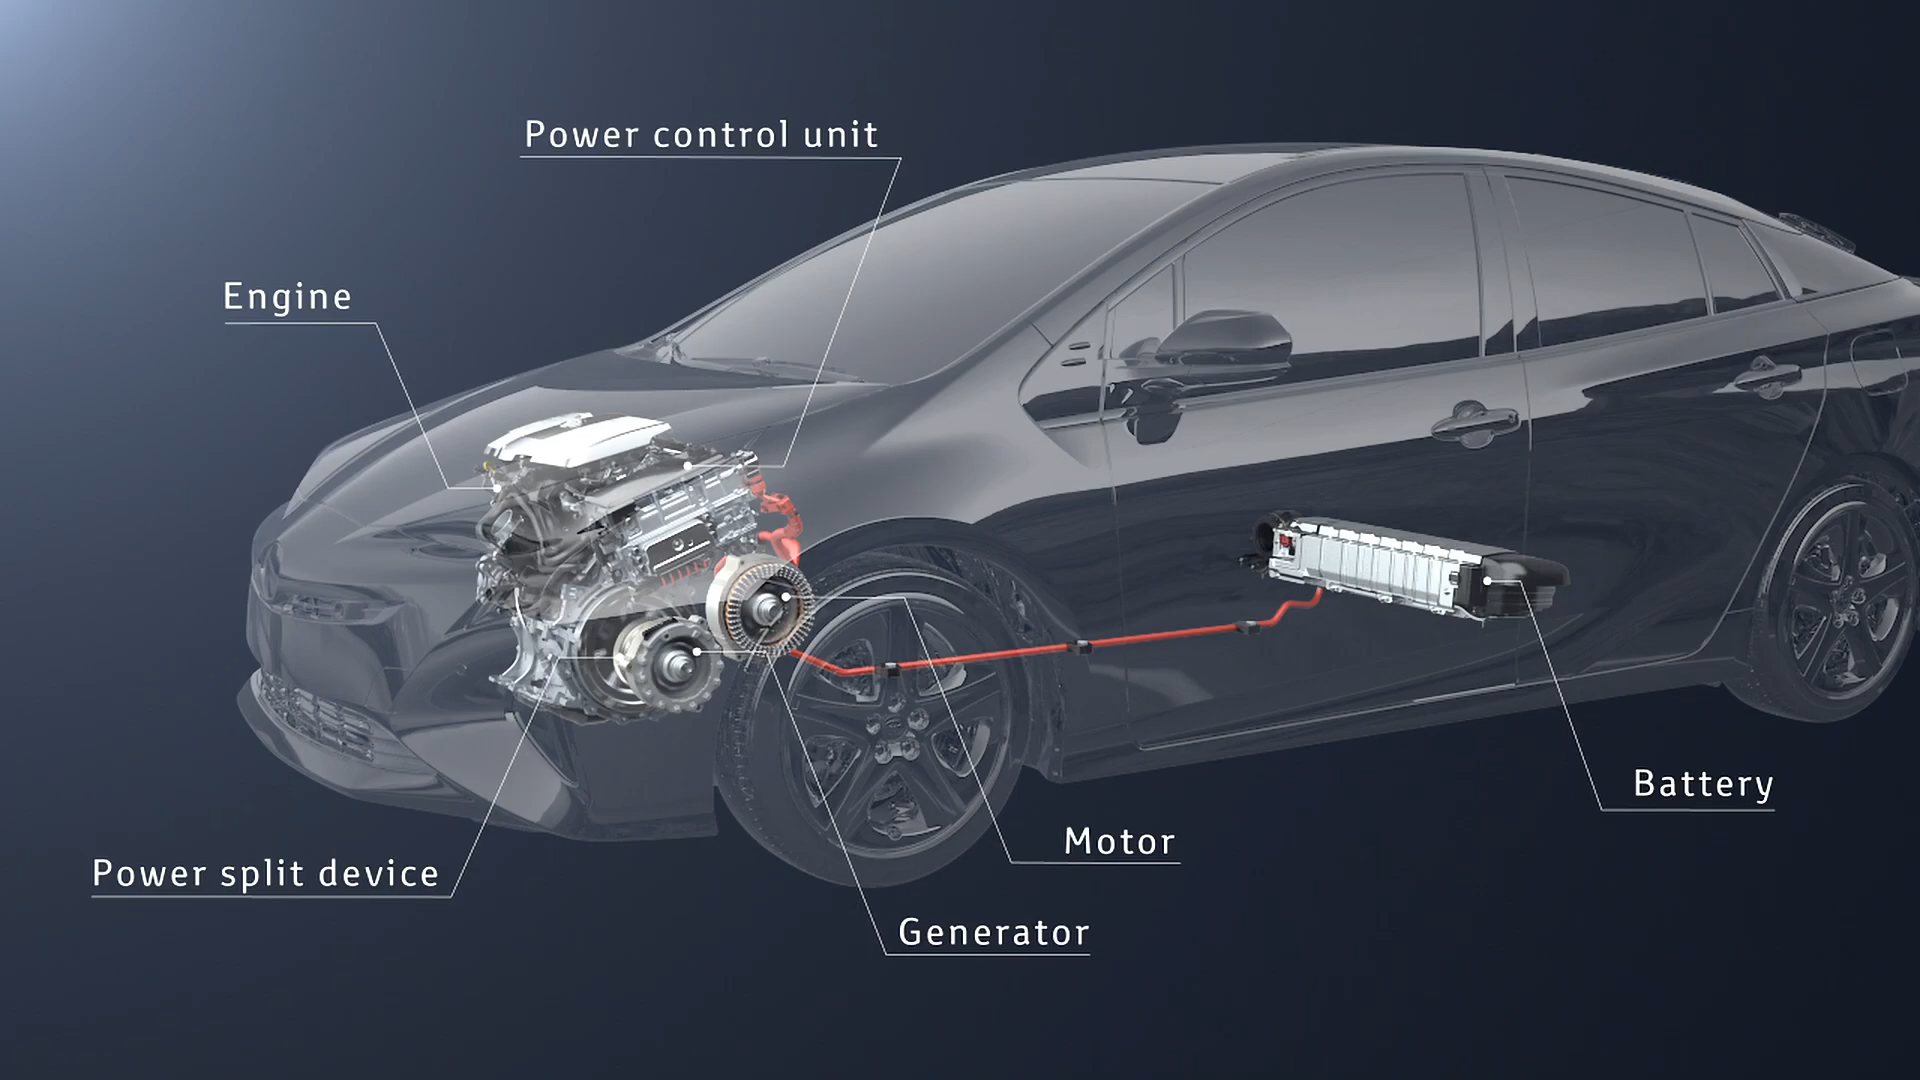 Power control unit
Engine
Battery
Motor
Power split device
Generator